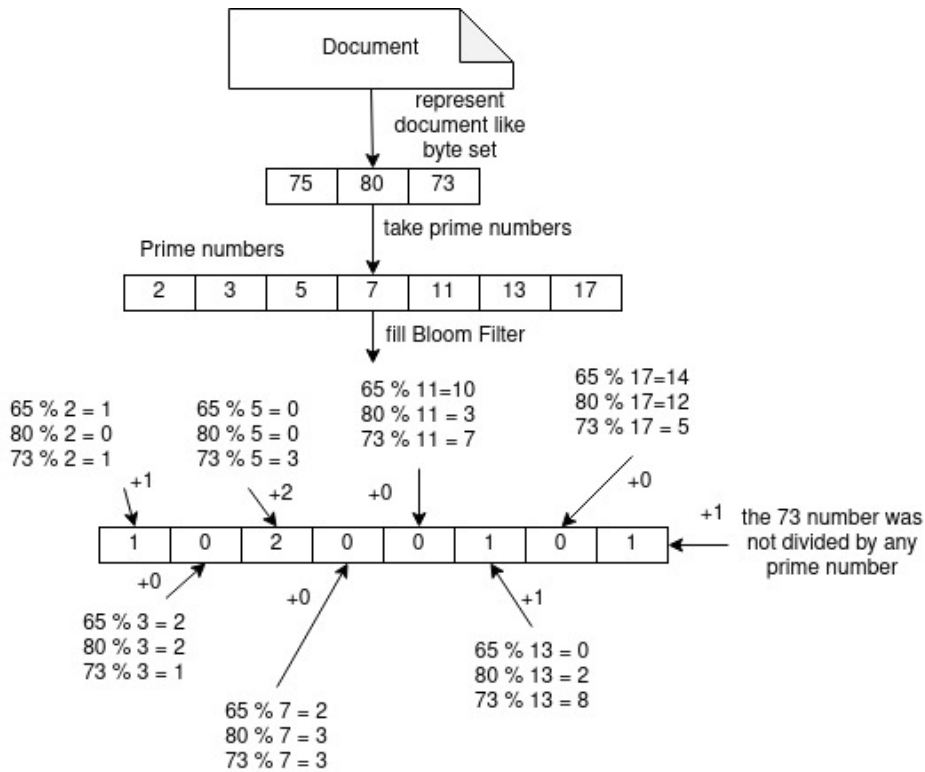 Document
represent
document like
byte set
75 80 73
take prime numbers
Prime numbers
2 3 5 7 11 13 17
fill Bloom Filter
65 % 2 = 1
80 % 2 = 0
73 % 2 = 1
65 % 5 = 0
80 % 5 = 0
73 % 5 = 3
65 % 11=10
80 % 11 = 3
73 % 11 = 7
65 % 17=14
80 % 17=12
73 % 17 = 5
+1
+2
+0
+0
+1
the 73 number was
not divided by any
prime number
1 0 2 0 0 1 0 1
+0
+0
+1
65 % 3 = 2
80 % 3 = 2
73 % 3 = 1
65 % 7 = 2
80 % 7 = 3
73 % 7 = 3
65 % 13 = 0
80 % 13 = 2
73 % 13 = 8